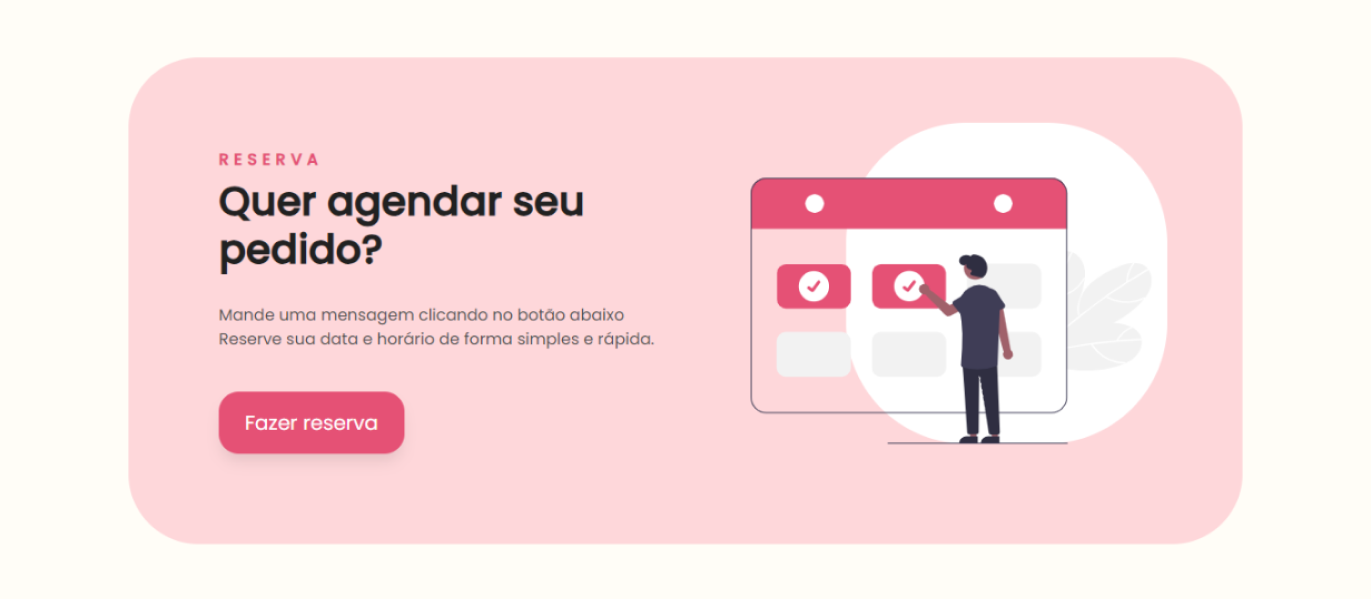 RESERVA
Quer agendar seu
pedido?
Mande uma mensagem clicando no botão abaixo
Reserve sua data e horário de forma simples e rápida.
Fazer reserva